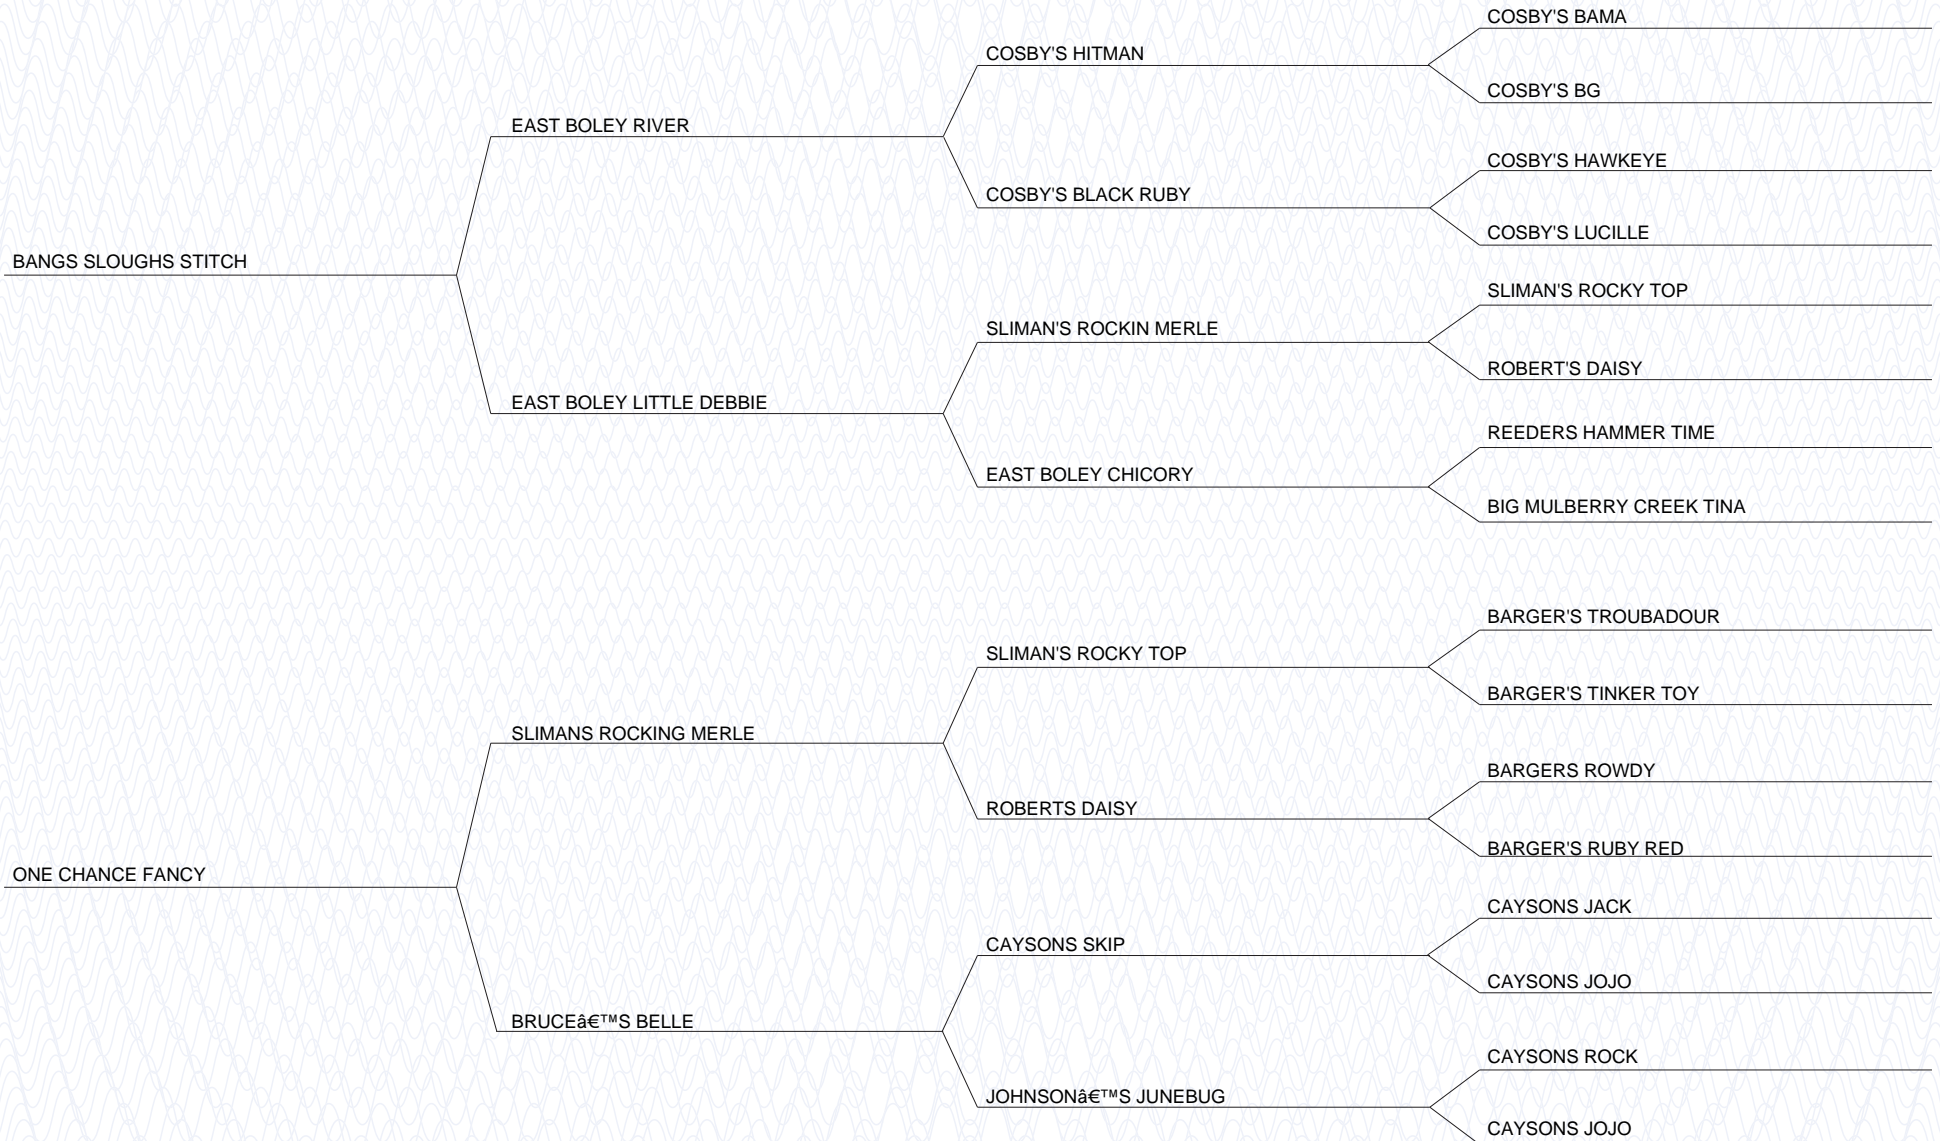 COSBY'S BAMA
COSBY'S HITMAN
COSBY'S BG
EAST BOLEY RIVER
COSBY'S HAWKEYE
COSBY'S BLACK RUBY
COSBY'S LUCILLE
BANGS SLOUGHS STITCH
SLIMAN'S ROCKY TOP
SLIMAN'S ROCKIN MERLE
ROBERT'S DAISY
EAST BOLEY LITTLE DEBBIE
REEDERS HAMMER TIME
EAST BOLEY CHICORY
BIG MULBERRY CREEK TINA
BARGER'S TROUBADOUR
SLIMAN'S ROCKY TOP
BARGER'S TINKER TOY
SLIMANS ROCKING MERLE
BARGERS ROWDY
ROBERTS DAISY
BARGER'S RUBY RED
ONE CHANCE FANCY
CAYSONS JACK
CAYSONS SKIP
CAYSONS JOJO
BRUCEâ€™S BELLE
CAYSONS ROCK
JOHNSONâ€™S JUNEBUG
CAYSONS JOJO